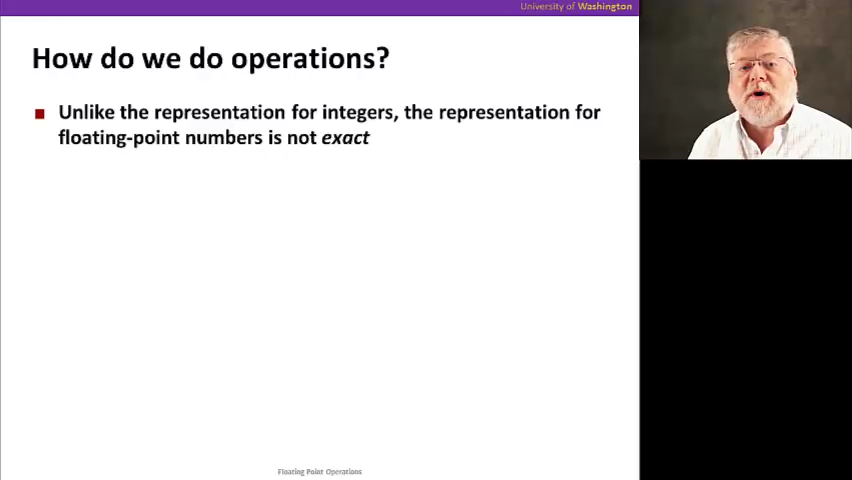 University of Washington
How do we do operations?
Unlike the representation for integers, the representation for
floating-point numbers is not exact
Floating Point Operations